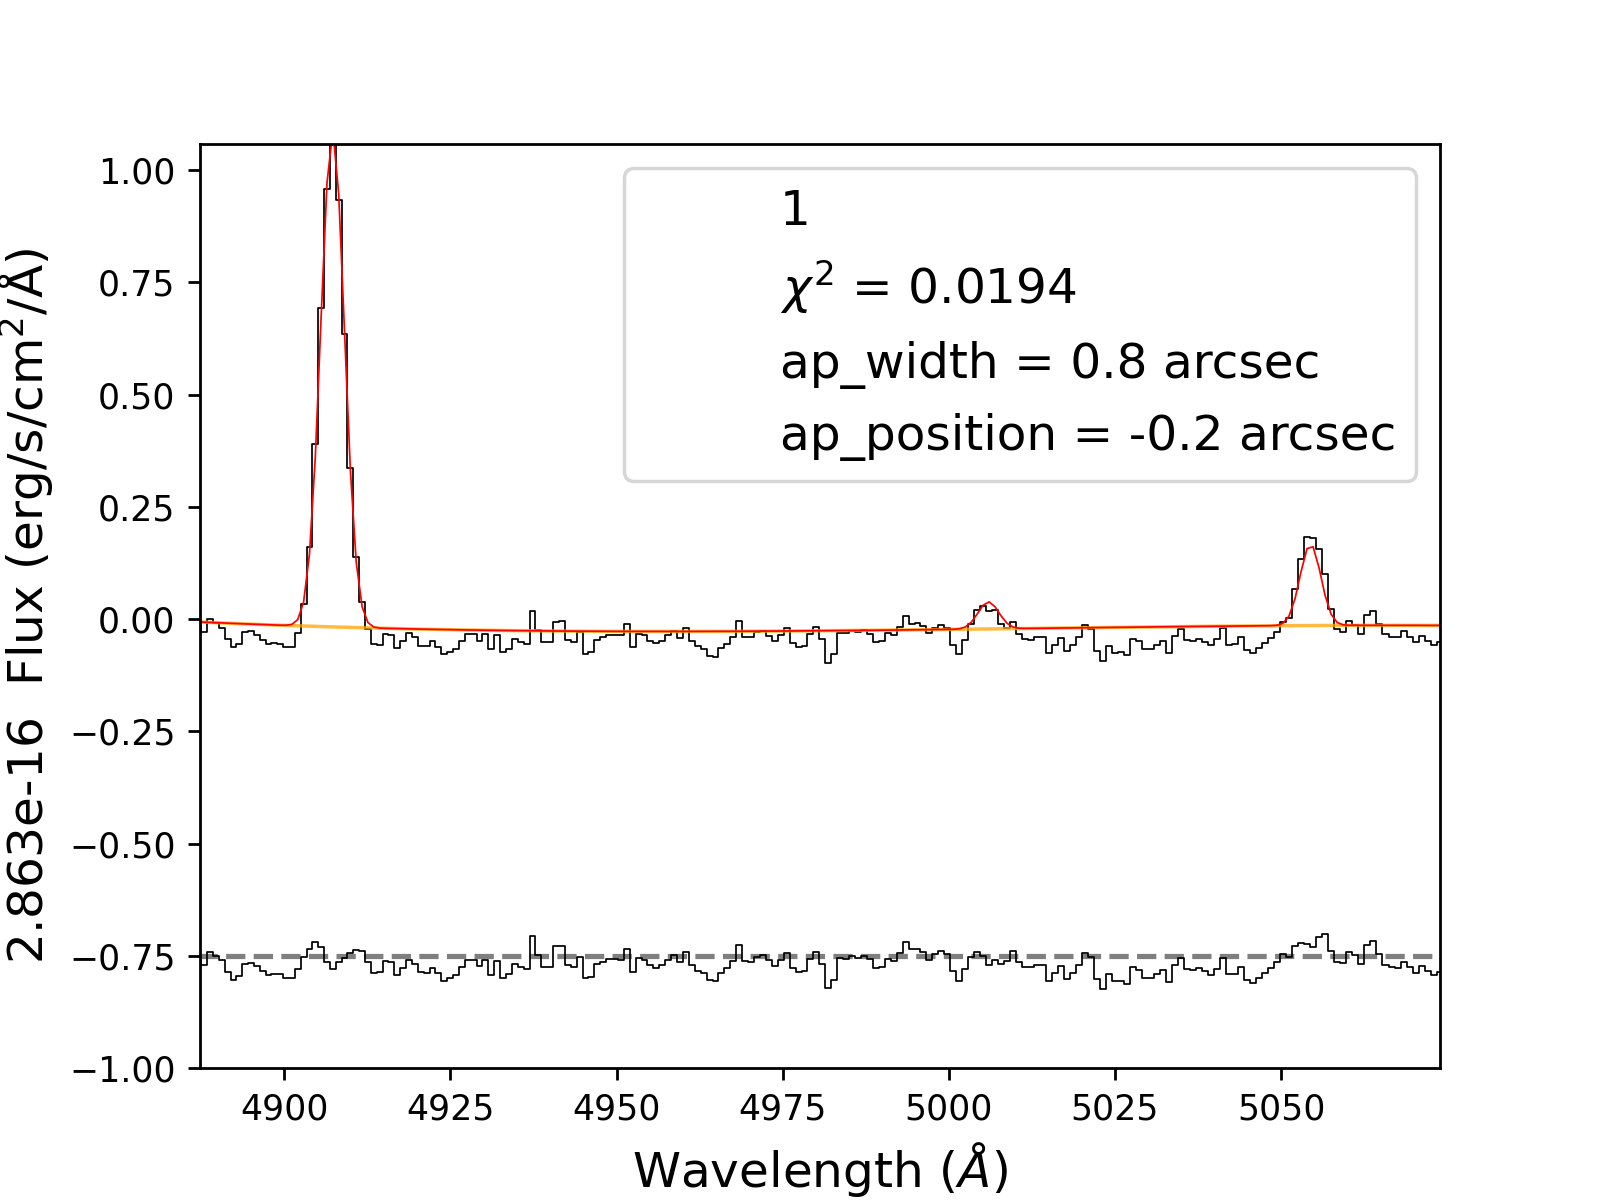 1
χ² = 0.0194
ap_width = 0.8 arcsec
ap_position = -0.2 arcsec
2.863e-16 Flux (erg/s/cm²/Å)
1.00
0.75
0.50
0.25
0.00
−0.25
−0.50
−0.75
−1.00
4900 4925 4950 4975 5000 5025 5050
Wavelength (Å)